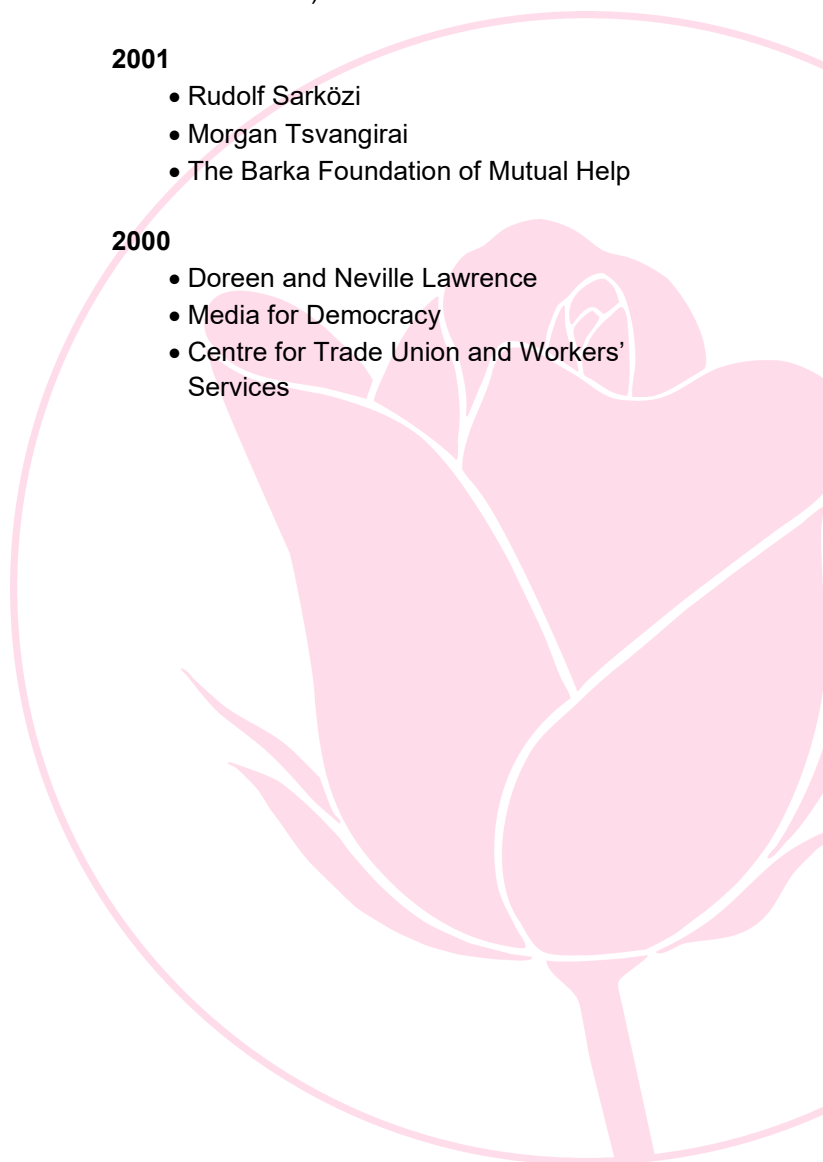 2001
• Rudolf Sarközi
• Morgan Tsvangirai
• The Barka Foundation of Mutual Help
2000
• Doreen and Neville Lawrence
• Media for Democracy
• Centre for Trade Union and Workers’
Services